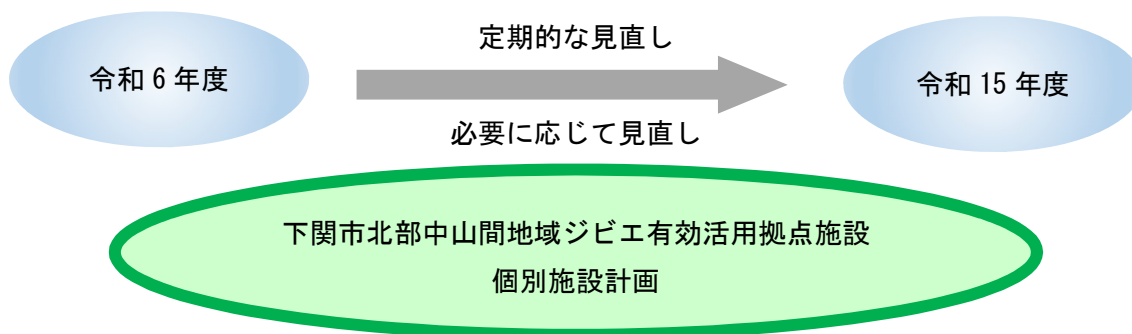 定期的な見直し
令和 6 年度
令和 15 年度
必要に応じて見直し
下関市北部中山間地域ジビエ有効活用拠点施設
個別施設計画